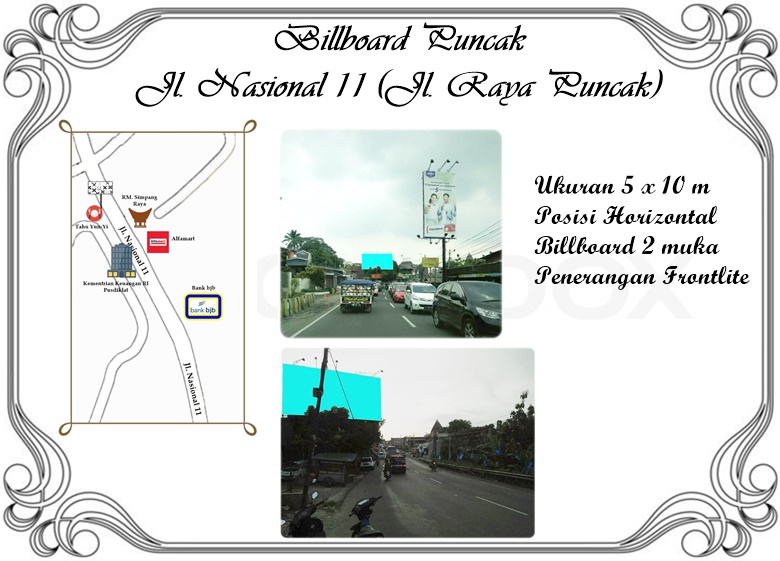 Billboard Puncak
Jl. Nasional 11 (Jl. Raya Puncak)
RM. Simpang
Raya
Tahu Yun Yi
Jl. Nasional 11
Alfamart
Kementrian Keuangan RI
Pusdiklat
Bank bjb
bank bjb
Jl. Nasional 11
Ukuran 5 x 10 m
Posisi Horizontal
Billboard 2 muka
Penerangan Frontlite